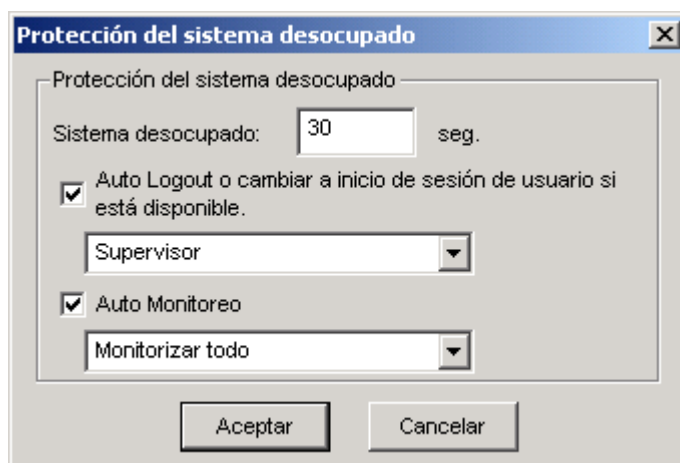 Protección del sistema desocupado
Protección del sistema desocupado
Sistema desocupado: 30 seg.
Auto Logout o cambiar a inicio de sesión de usuario si
está disponible.
Supervisor
Auto Monitoreo
Monitorizar todo
Aceptar Cancelar